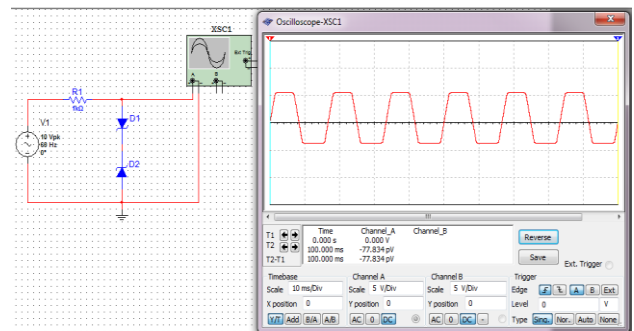 XSC1
Ext Trig
A B
R1
1kΩ
V1
10 Vpk
60 Hz
0°
D1
D2
Oscilloscope-XSC1
Time Channel_A Channel_B
T1 0.000 s 0.000 V
T2 100.000 ms -77.834 pV
T2-T1 100.000 ms -77.834 pV
Reverse
Save
Ext. Trigger
Timebase
Scale 10 ms/Div
X position 0
Y/T Add B/A A/B
Channel A
Scale 5 V/Div
Y position 0
AC 0 DC
Channel B
Scale 5 V/Div
Y position 0
AC 0 DC -
Trigger
Edge A B Ext
Level 0 V
Type Sing. Nor. Auto None